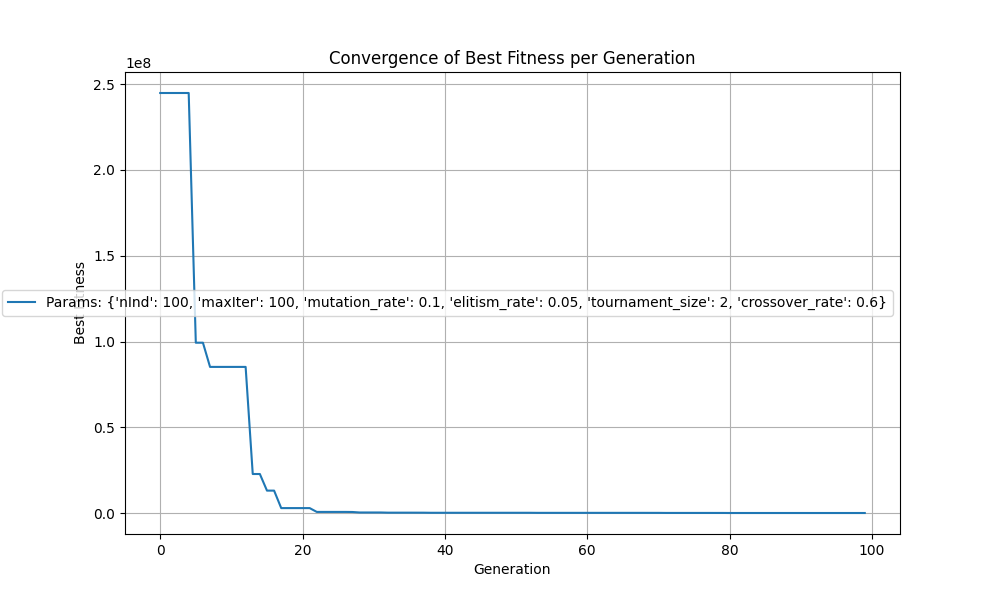 Convergence of Best Fitness per Generation
1e8
2.5
2.0
1.5
Params: {'nInd': 100, 'maxIter': 100, 'mutation_rate': 0.1, 'elitism_rate': 0.05, 'tournament_size': 2, 'crossover_rate': 0.6}
Best Fitness
1.0
0.5
0.0
0 20 40 60 80 100
Generation